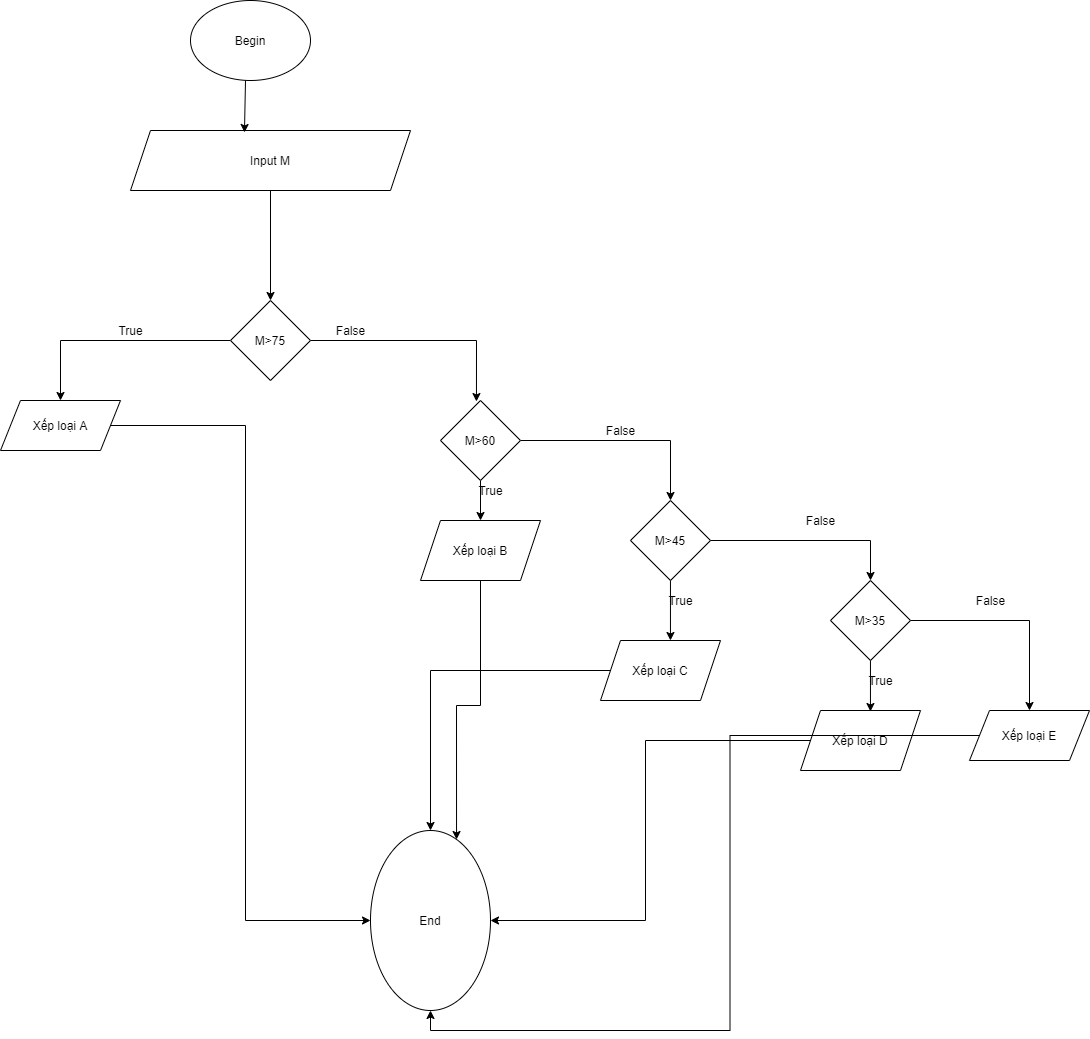 Begin
Input M
True
M>75
False
Xếp loại A
M>60
False
True
Xếp loại B
M>45
False
True
Xếp loại C
M>35
False
True
Xếp loại D
Xếp loại E
End